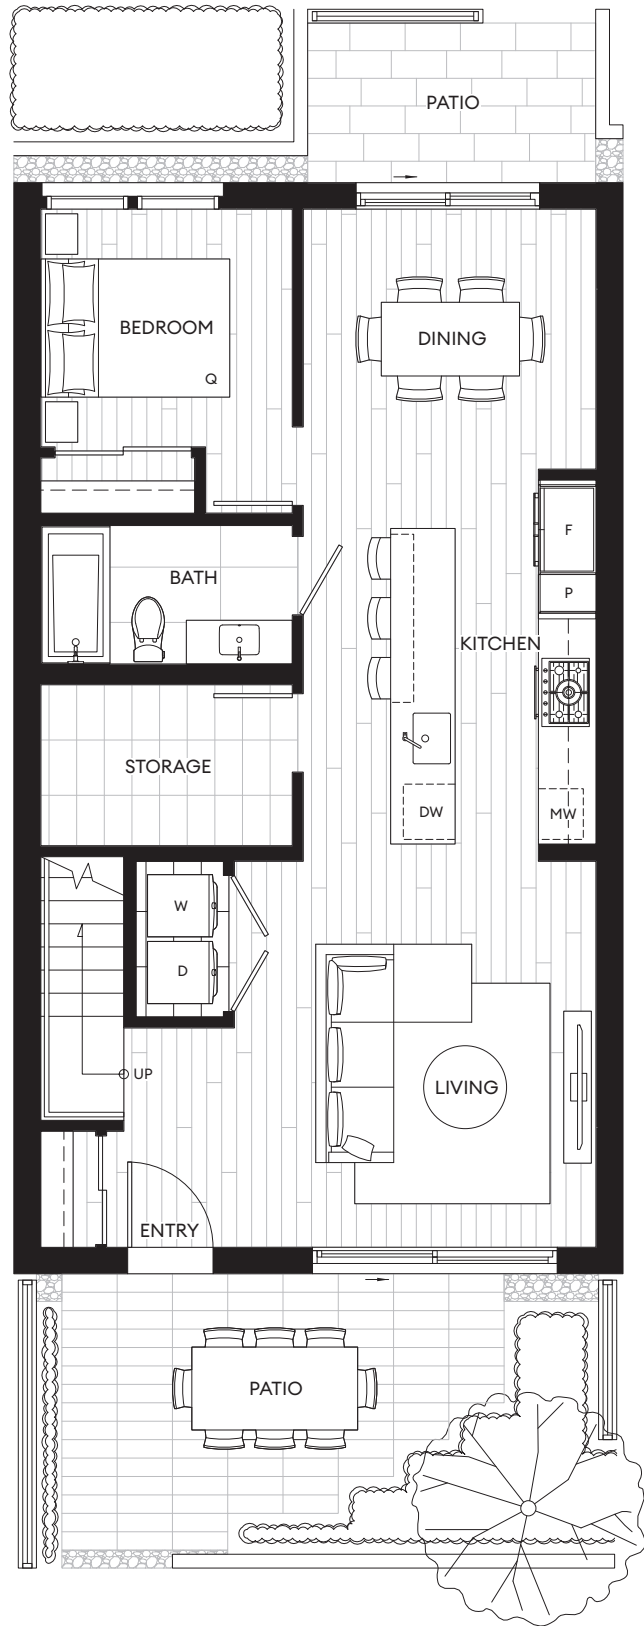 PATIO
BEDROOM
DINING
Q
F
BATH
P
KITCHEN
STORAGE
DW
MW
W
D
UP
LIVING
ENTRY
PATIO